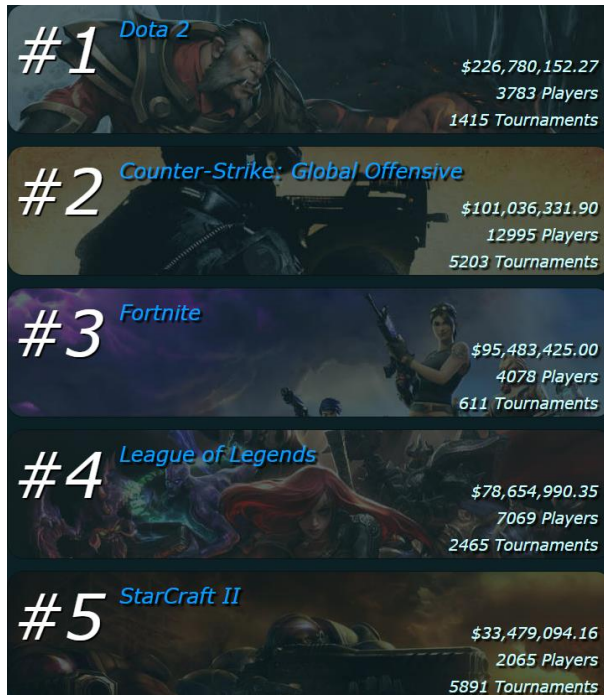 #1
Dota 2
$226,780,152.27
3783 Players
1415 Tournaments
#2
Counter-Strike: Global Offensive
$101,036,331.90
12995 Players
5203 Tournaments
#3
Fortnite
$95,483,425.00
4078 Players
611 Tournaments
#4
League of Legends
$78,654,990.35
7069 Players
2465 Tournaments
#5
StarCraft II
$33,479,094.16
2065 Players
5891 Tournaments